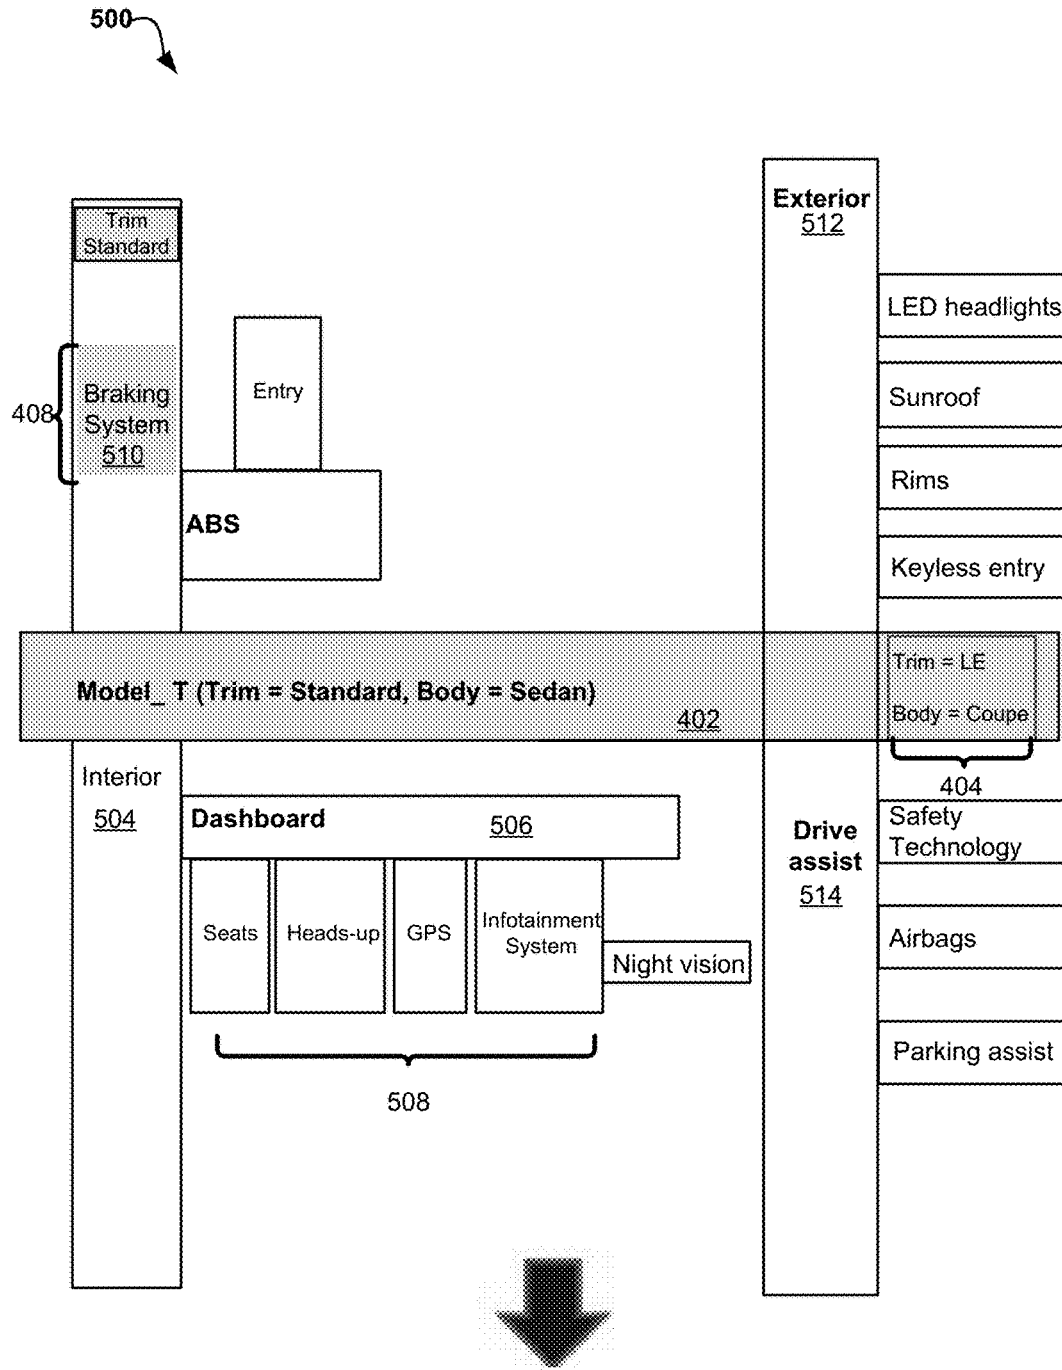 500
Trim
Standard
408
Braking
System
510
Entry
ABS
Exterior
512
LED headlights
Sunroof
Rims
Keyless entry
Model_ T (Trim = Standard, Body = Sedan)
402
Trim = LE
Body = Coupe
404
Interior
504
Dashboard
506
Seats
Heads-up
GPS
Infotainment
System
Night vision
508
Drive
assist
514
Safety
Technology
Airbags
Parking assist